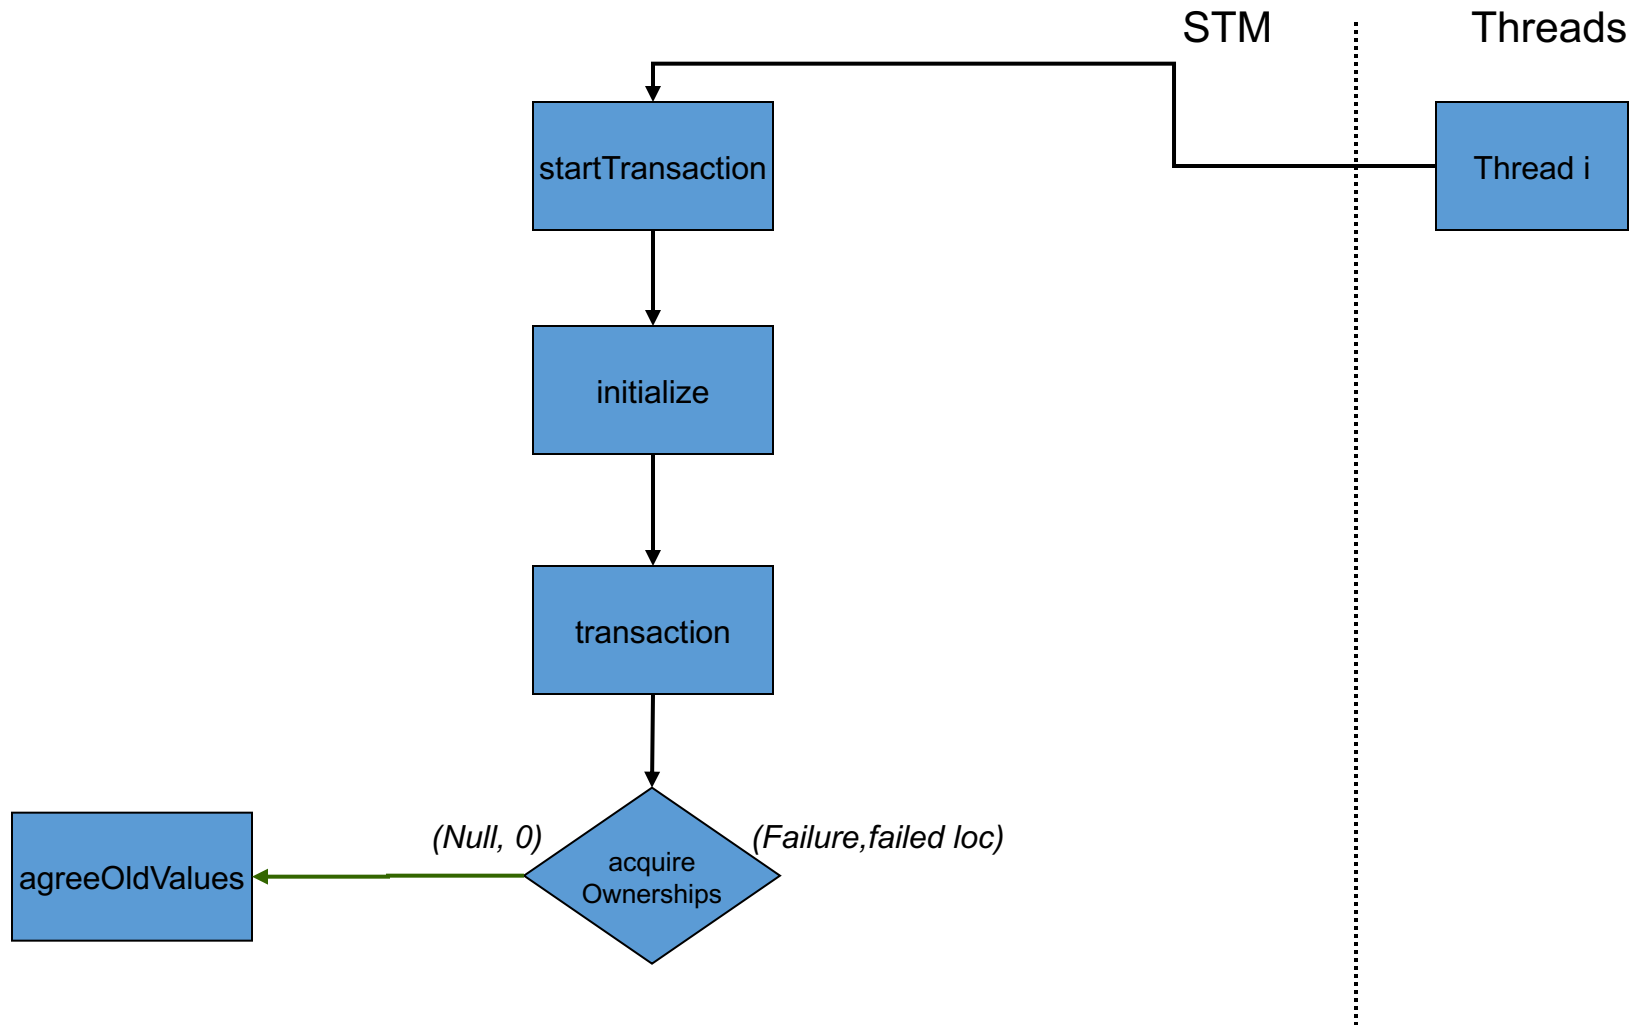 STM
Threads
startTransaction
Thread i
initialize
transaction
(Null, 0)
(Failure,failed loc)
acquire
Ownerships
agreeOldValues